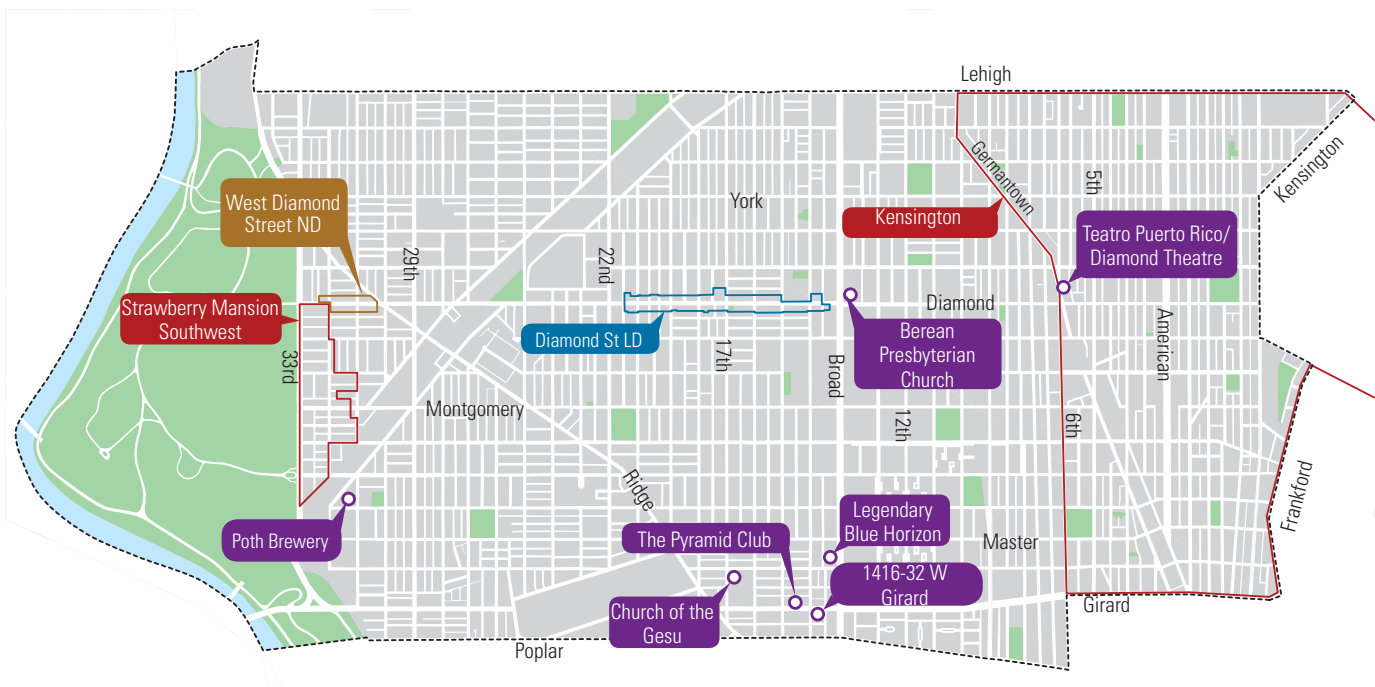 Lehigh
Kensington
Germantown
5th
West Diamond
Street ND
York
Kensington
Teatro Puerto Rico/
Diamond Theatre
29th
22nd
Strawberry Mansion
Southwest
Diamond
American
Diamond St LD
Berean
Presbyterian
Church
33rd
17th
Broad
Montgomery
12th
6th
Ridge
Frankford
Poth Brewery
The Pyramid Club
Legendary
Blue Horizon
Master
1416-32 W
Girard
Church of the
Gesu
Girard
Poplar